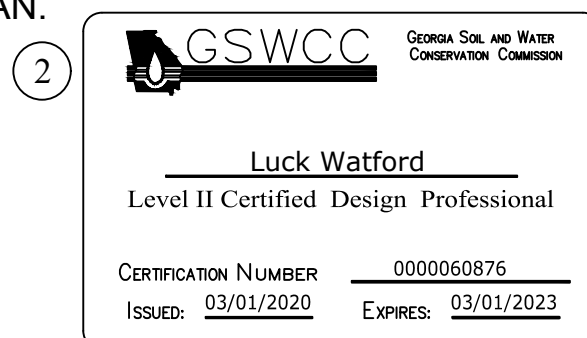 AN.
2
GSWCC
GEORGIA SOIL AND WATER
CONSERVATION COMMISSION
Luck Watford
Level II Certified Design Professional
CERTIFICATION NUMBER 0000060876
ISSUED: 03/01/2020 EXPIRES: 03/01/2023